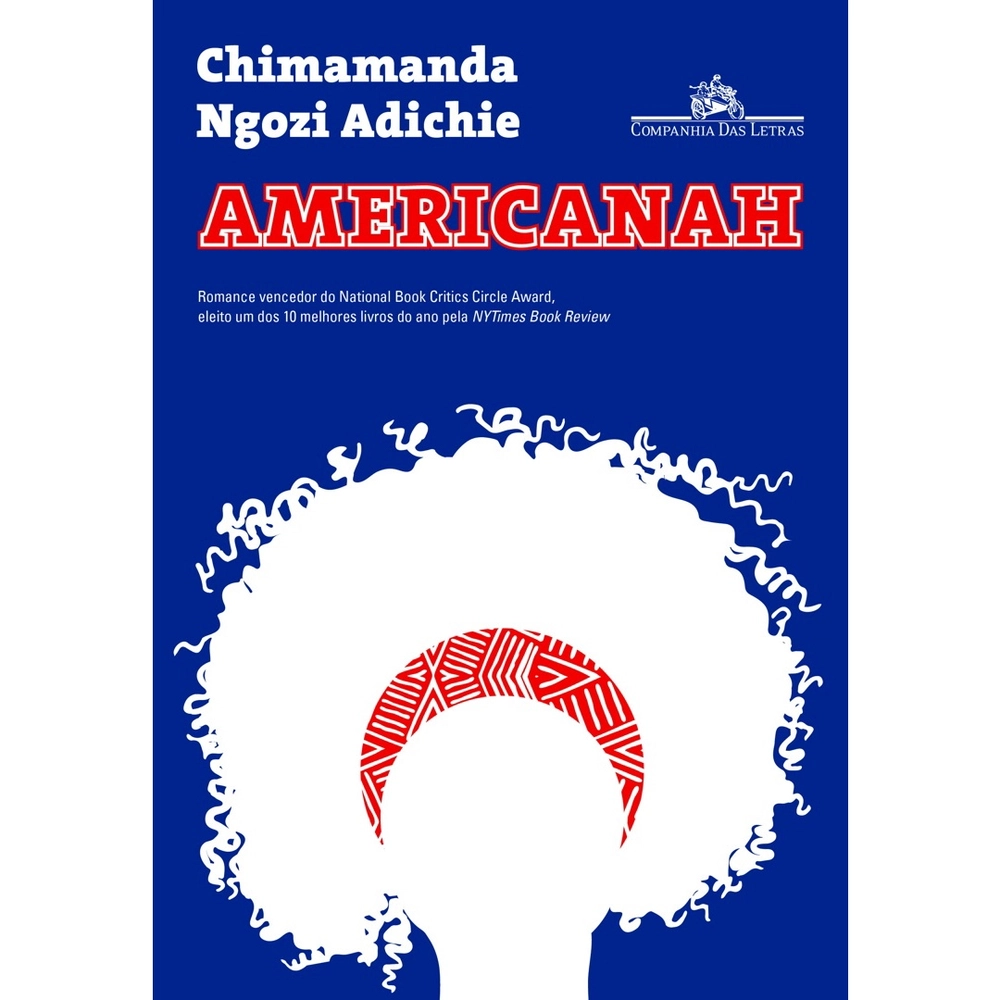 Chimamanda
Ngozi Adichie
COMPANHIA DAS LETRAS
AMERICANAH
Romance vencedor do National Book Critics Circle Award,
eleito um dos 10 melhores livros do ano pela NYTimes Book Review